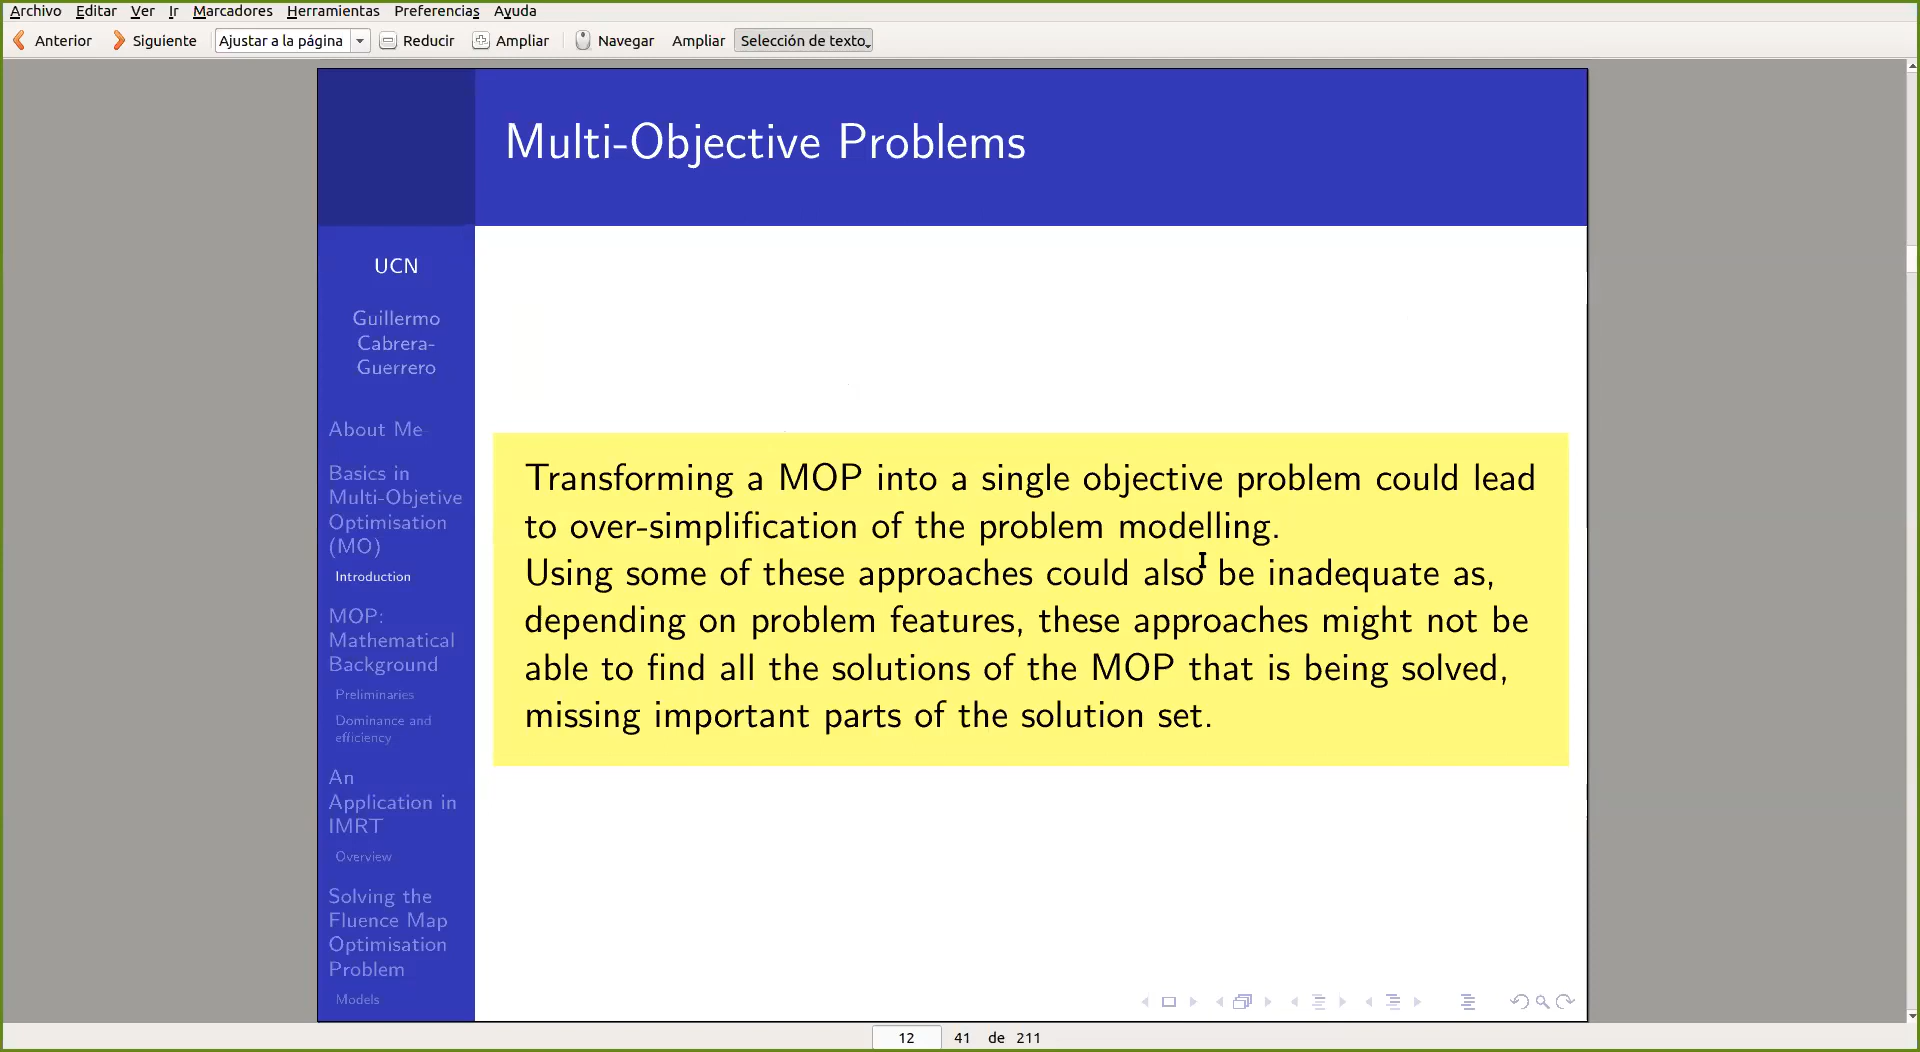 Archivo Editar Ver Ir Marcadores Herramientas Preferencias Ayuda
Anterior Siguiente Ajustar a la página Reducir Ampliar Navegar Ampliar Selección de texto
Multi-Objective Problems
UCN
Guillermo
Cabrera-
Guerrero
About Me
Basics in
Multi-Objetive
Optimisation
(MO)
Introduction
MOP:
Mathematical
Background
Preliminaries
Dominance and
efficiency
An
Application in
IMRT
Overview
Solving the
Fluence Map
Optimisation
Problem
Models
Transforming a MOP into a single objective problem could lead
to over-simplification of the problem modelling.
Using some of these approaches could also be inadequate as,
depending on problem features, these approaches might not be
able to find all the solutions of the MOP that is being solved,
missing important parts of the solution set.
12 41 de 211